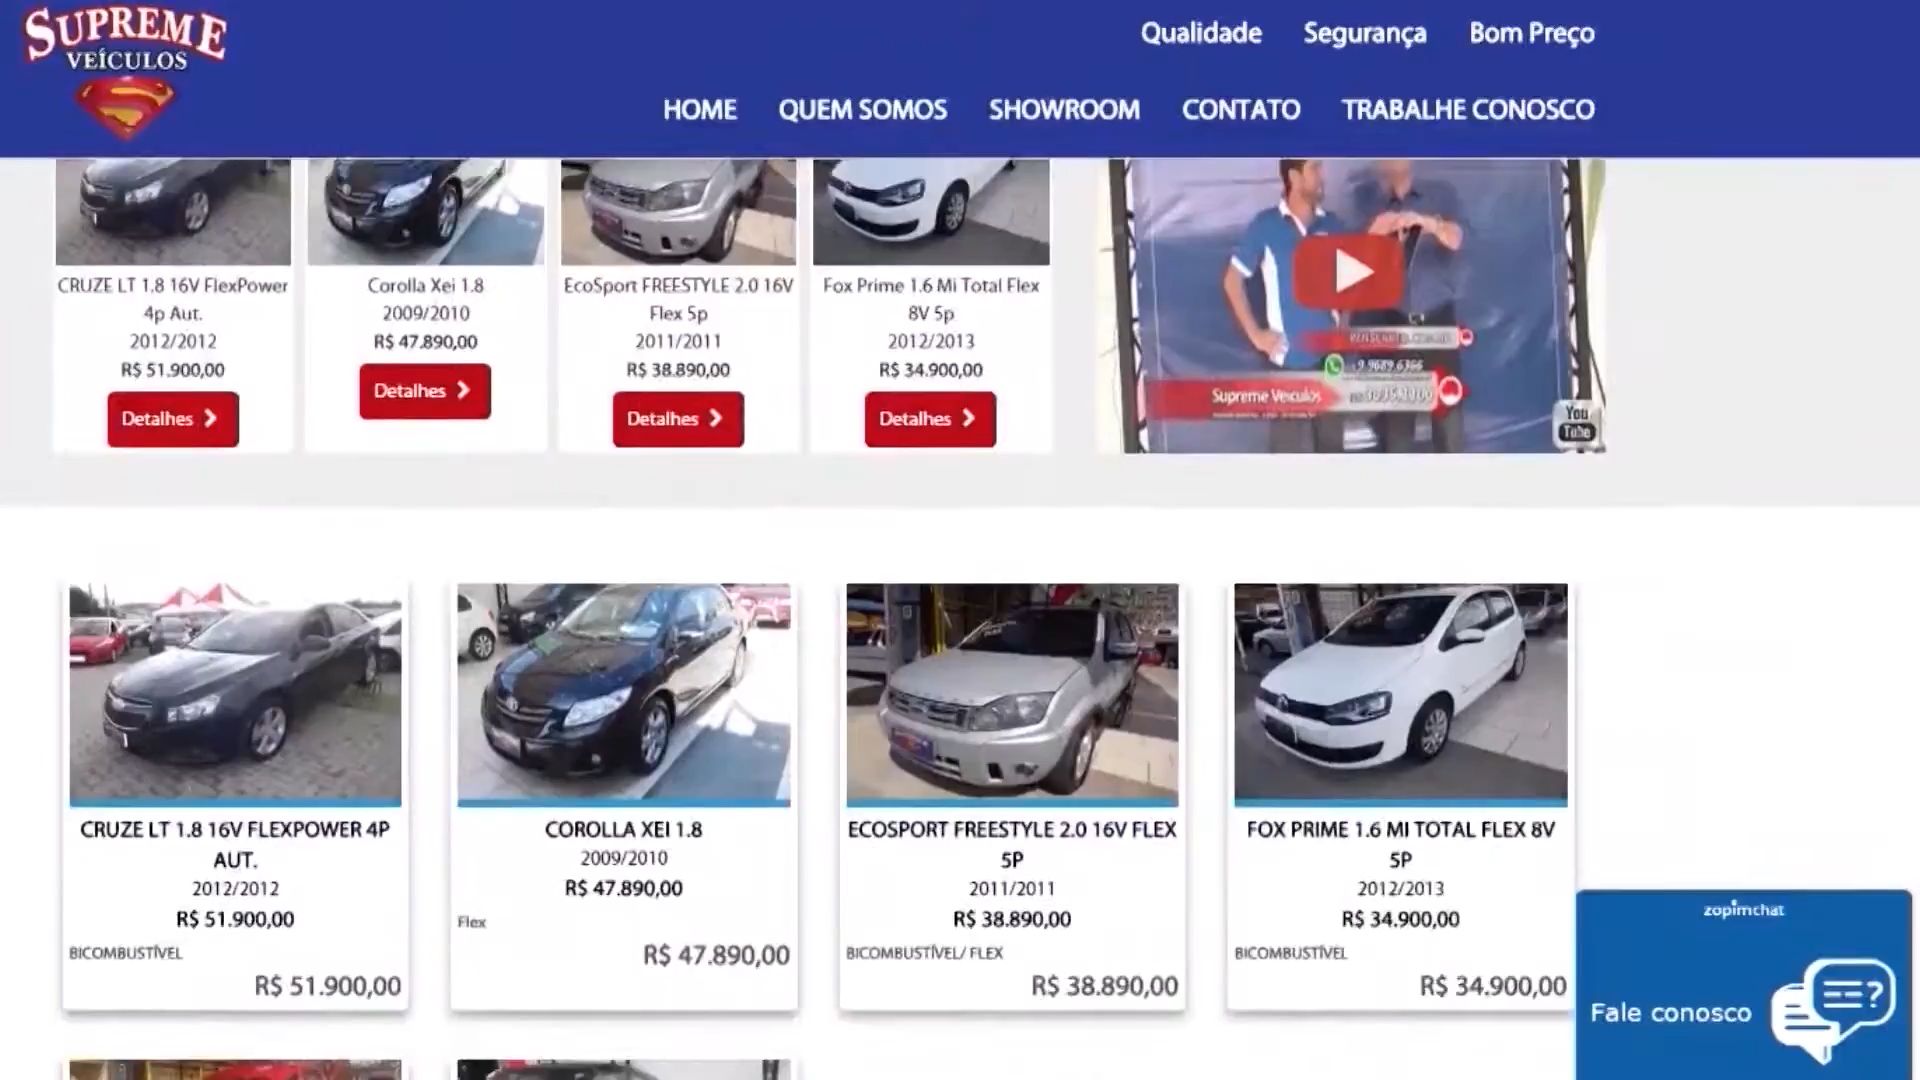 SUPREME
VEÍCULOS
Qualidade Segurança Bom Preço
HOME QUEM SOMOS SHOWROOM CONTATO TRABALHE CONOSCO
CRUZE LT 1.8 16V FlexPower
4p Aut.
2012/2012
R$ 51.900,00
Detalhes
Corolla Xei 1.8
2009/2010
R$ 47.890,00
Detalhes
EcoSport FREESTYLE 2.0 16V
Flex 5p
2011/2011
R$ 38.890,00
Detalhes
Fox Prime 1.6 Mi Total Flex
8V 5p
2012/2013
R$ 34.900,00
Detalhes
9.9689.6366
Supreme Veiculos
You
Tube
CRUZE LT 1.8 16V FLEXPOWER 4P
AUT.
2012/2012
R$ 51.900,00
BICOMBUSTÍVEL
R$ 51.900,00
COROLLA XEI 1.8
2009/2010
R$ 47.890,00
Flex
R$ 47.890,00
ECOSPORT FREESTYLE 2.0 16V FLEX
5P
2011/2011
R$ 38.890,00
BICOMBUSTÍVEL/ FLEX
R$ 38.890,00
FOX PRIME 1.6 MI TOTAL FLEX 8V
5P
2012/2013
R$ 34.900,00
BICOMBUSTÍVEL
R$ 34.900,00
zopimchat
Fale conosco